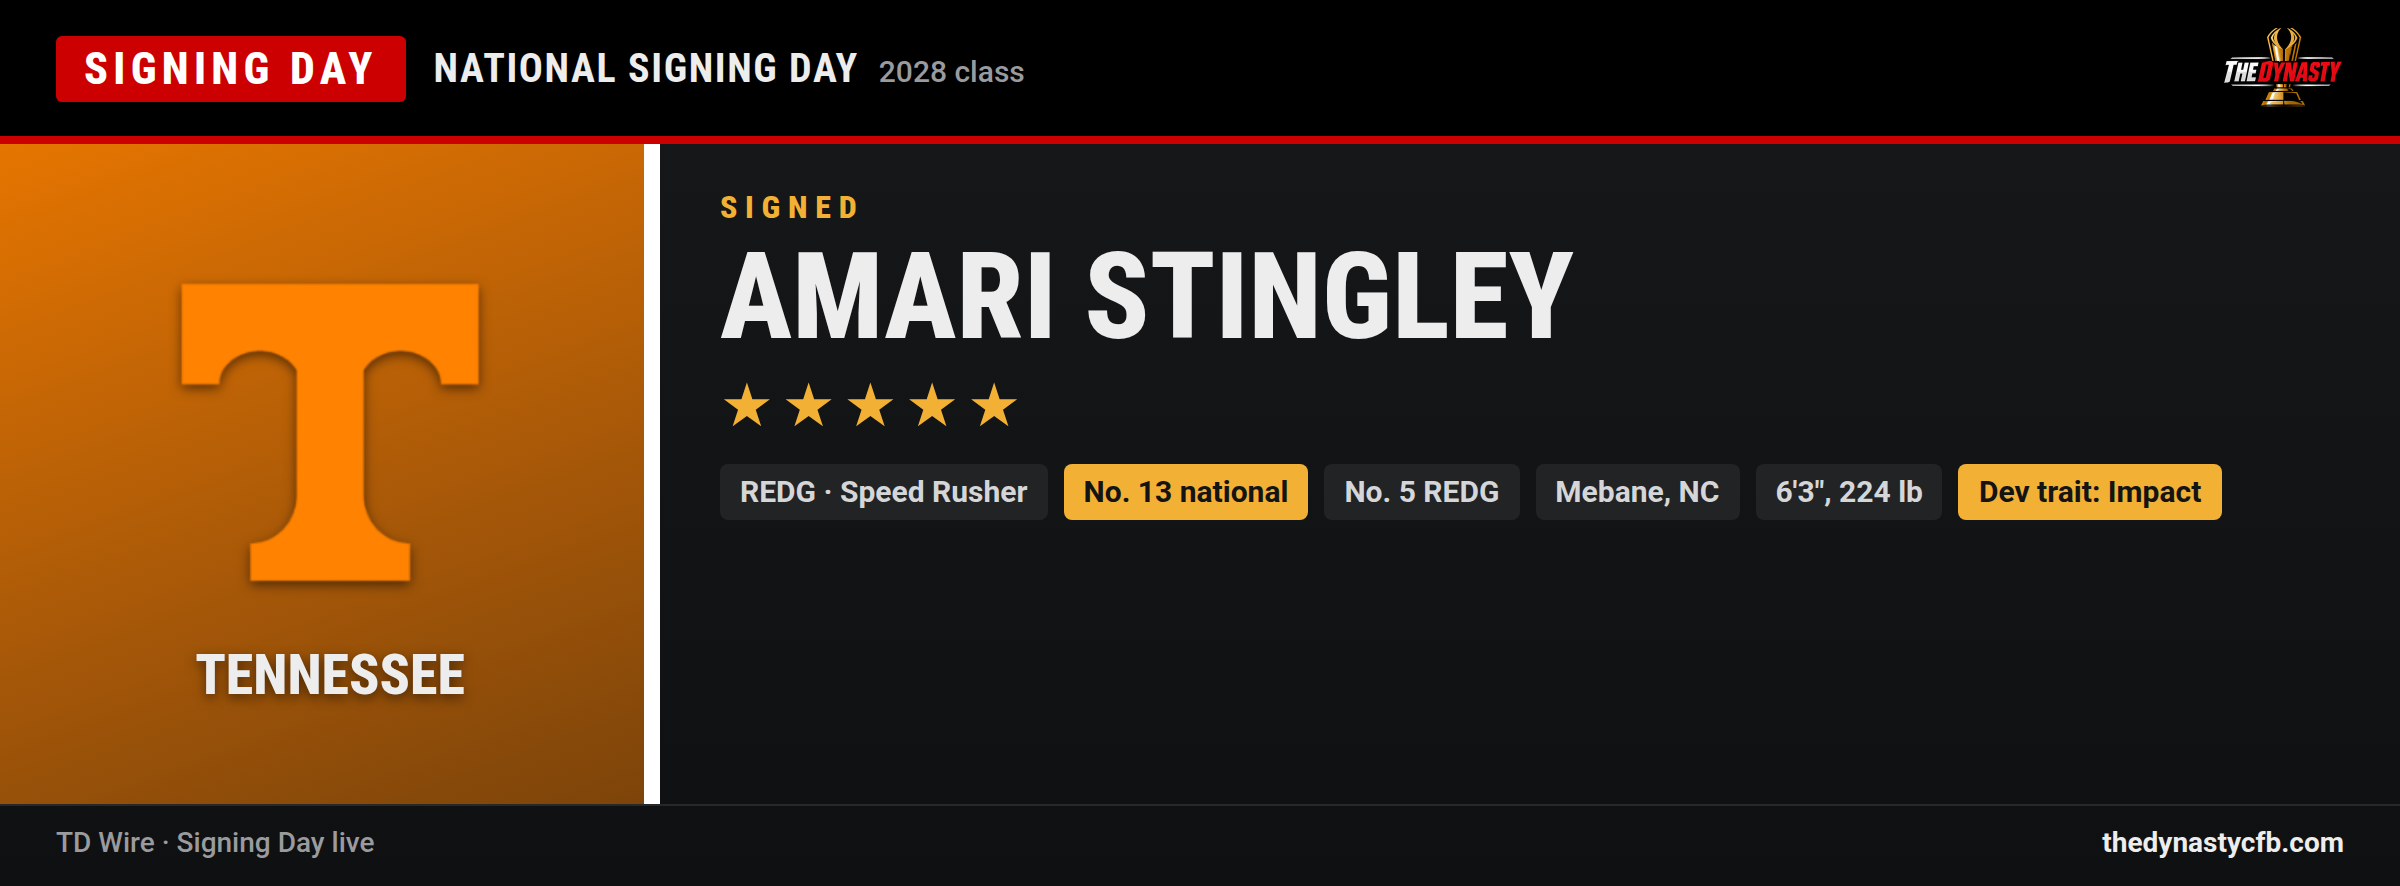 SIGNING DAY NATIONAL SIGNING DAY 2028 class
THE DYNASTY
SIGNED
AMARI STINGLEY
★★★★★
REDG · Speed Rusher No. 13 national No. 5 REDG Mebane, NC 6'3", 224 lb Dev trait: Impact
T
TENNESSEE
TD Wire · Signing Day live thedynastycfb.com